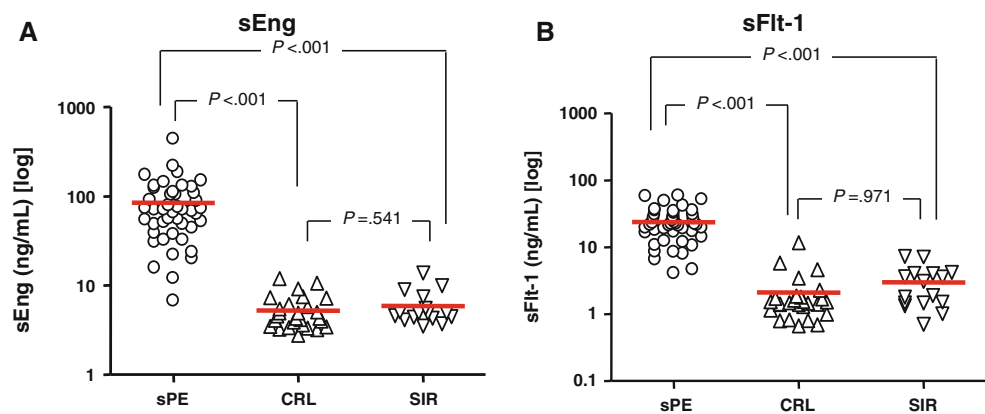 A
sEng
P <.001
P <.001
P =.541
sEng (ng/mL) [log]
1000
100
10
1
sPE
CRL
SIR
B
sFlt-1
P <.001
P <.001
P =.971
sFlt-1 (ng/mL) [log]
1000
100
10
1
0.1
sPE
CRL
SIR